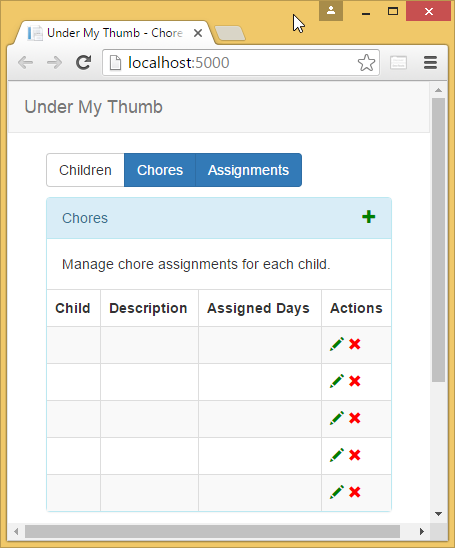 Under My Thumb - Chore
localhost:5000
Under My Thumb
Children Chores Assignments
Chores
Manage chore assignments for each child.
Child Description Assigned Days Actions